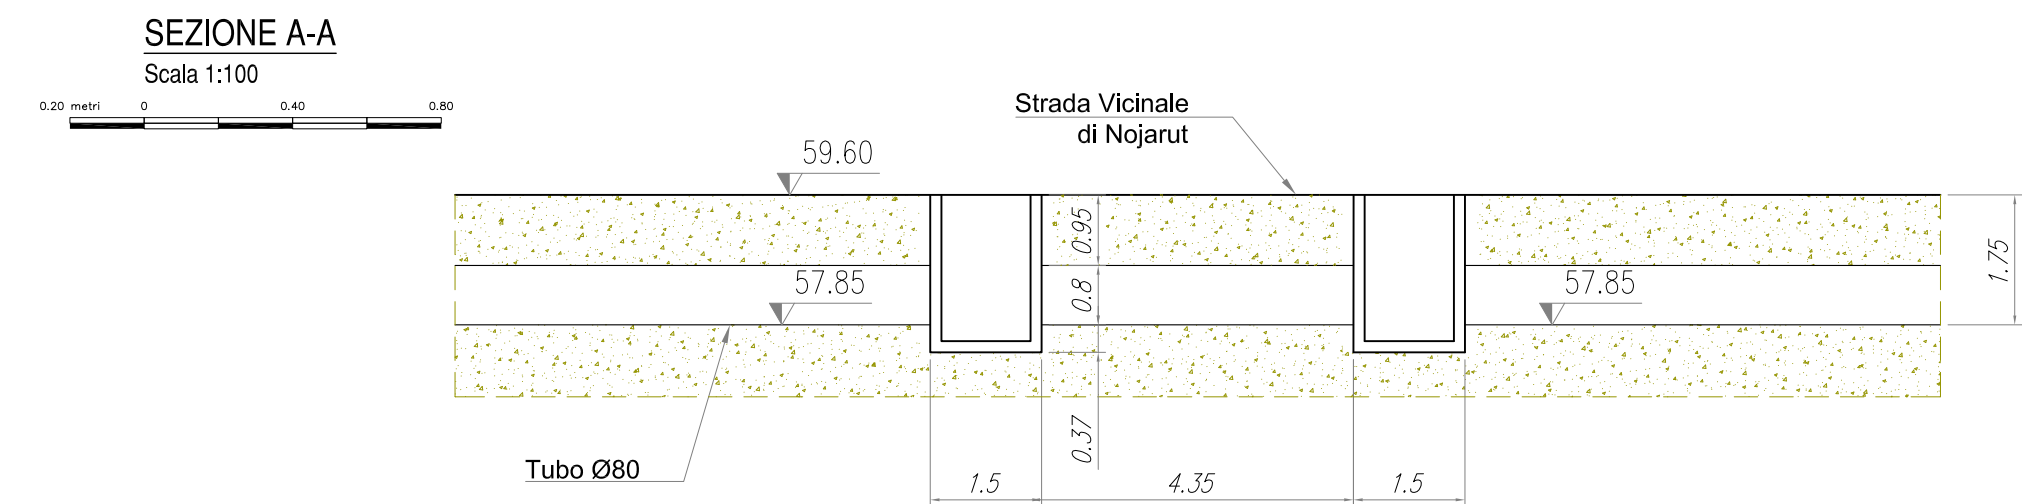 SEZIONE A-A
Scala 1:100
0.20 metri 0 0.40 0.80
Strada Vicinale
di Nojarut
59.60
0.95
57.85
0.8
57.85
1.75
0.37
Tubo Ø80
1.5
4.35
1.5